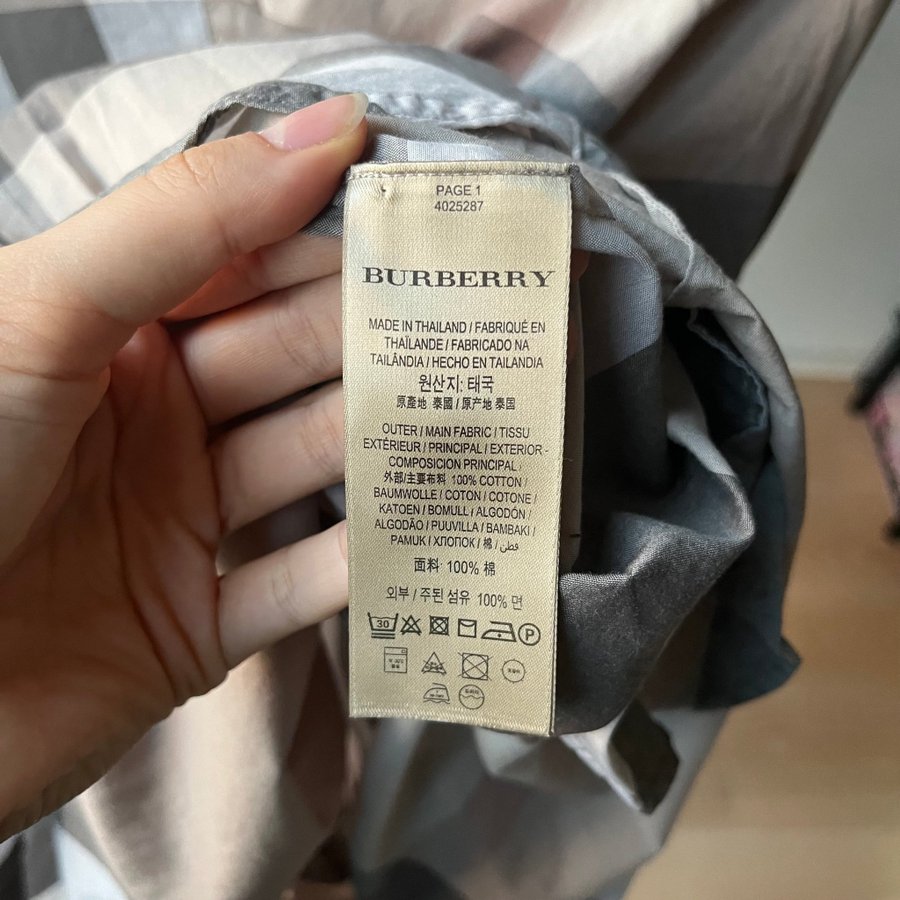 PAGE 1
4025287
BURBERRY
MADE IN THAILAND / FABRIQUÉ EN
THAÏLANDE / FABRICADO NA
TAILÂNDIA / HECHO EN TAILANDIA
원산지: 태국
原產地 泰國 / 原产地 泰国
OUTER / MAIN FABRIC / TISSU
EXTÉRIEUR / PRINCIPAL / EXTERIOR -
COMPOSICION PRINCIPAL /
外部/主要布料 100% COTTON /
BAUMWOLLE / COTON / COTONE /
KATOEN / BOMULL / ALGODÓN /
ALGODÃO / PUUVILLA / BAMBAKI /
PAMUK / ХЛОПОК / 棉 / قطن
面料: 100% 棉
외부 / 주된 섬유 100% 면
30 P